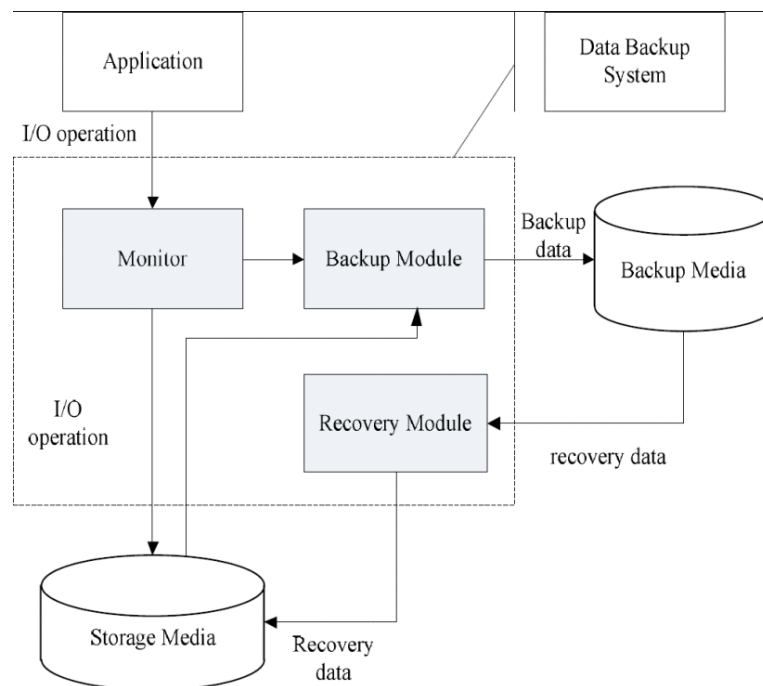 Application
Data Backup
System
I/O operation
Monitor
Backup Module
Backup
data
Backup Media
I/O
operation
Recovery Module
recovery data
Storage Media
Recovery
data